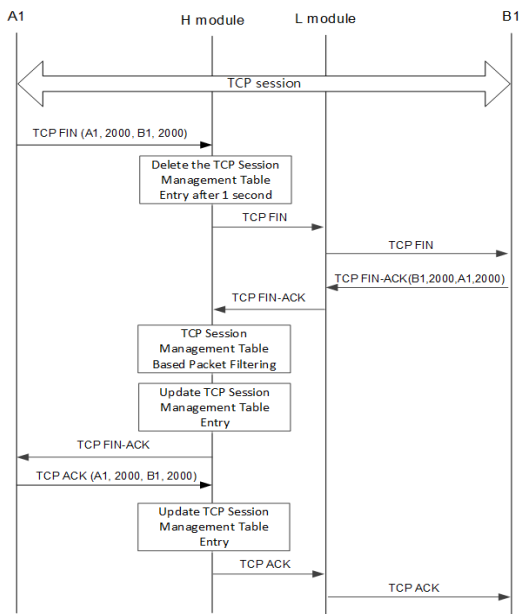 A1
H module
L module
B1
TCP session
TCP FIN (A1, 2000, B1, 2000)
Delete the TCP Session
Management Table
Entry after 1 second
TCP FIN
TCP FIN
TCP FIN-ACK(B1,2000,A1,2000)
TCP FIN-ACK
TCP Session
Management Table
Based Packet Filtering
Update TCP Session
Management Table
Entry
TCP FIN-ACK
TCP ACK (A1, 2000, B1, 2000)
Update TCP Session
Management Table
Entry
TCP ACK
TCP ACK